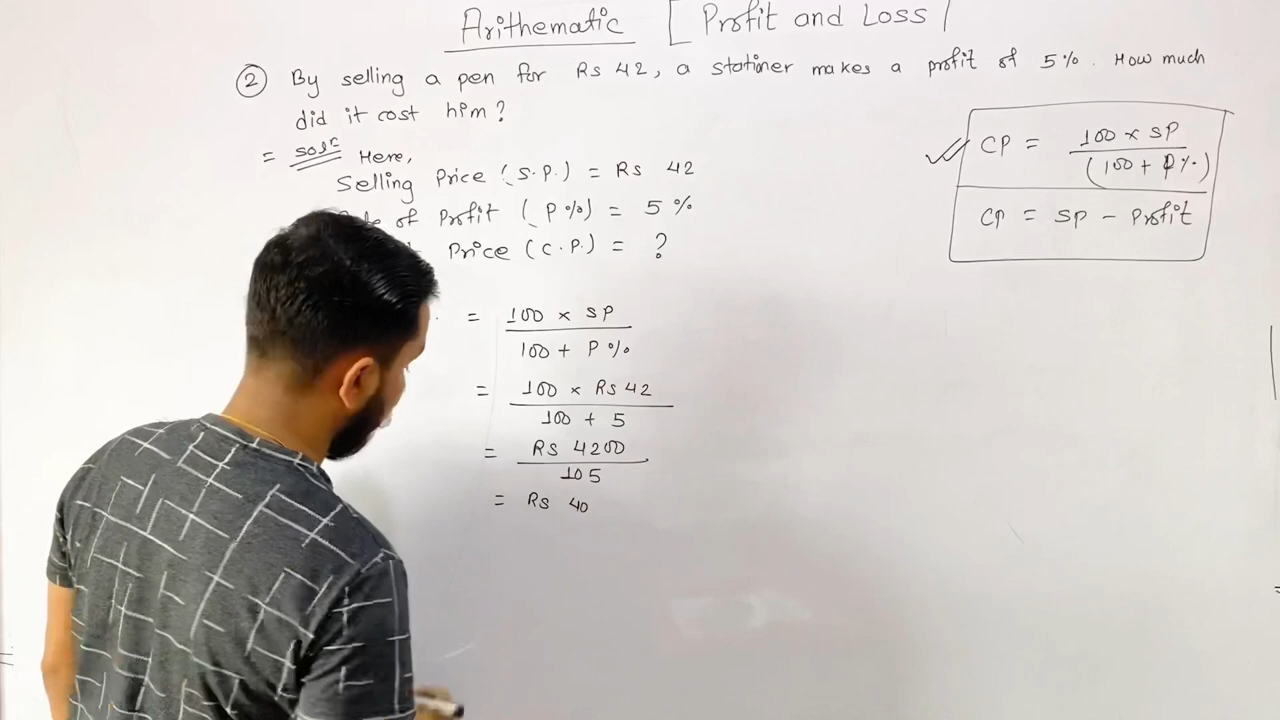 Arithematic [Profit and Loss]
② By selling a pen for Rs 42, a stationer makes a profit of 5%. How much
did it cost him?
= Solⁿ Here,
Selling Price (S.P.) = Rs 42
of Profit (P%) = 5%
Price (C.P.) = ?
= 100 × SP
100 + P%
= 100 × Rs 42
100 + 5
= Rs 4200
105
= Rs 40
CP = 100 × SP
(100 + P%)
CP = SP - Profit